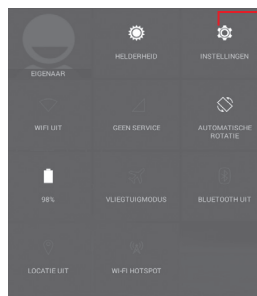 HELDERHEID
INSTELLINGEN
EIGENAAR
WIFI UIT
GEEN SERVICE
AUTOMATISCHE
ROTATIE
98%
VLIEGTUIGMODUS
BLUETOOTH UIT
LOCATIE UIT
WI-FI HOTSPOT